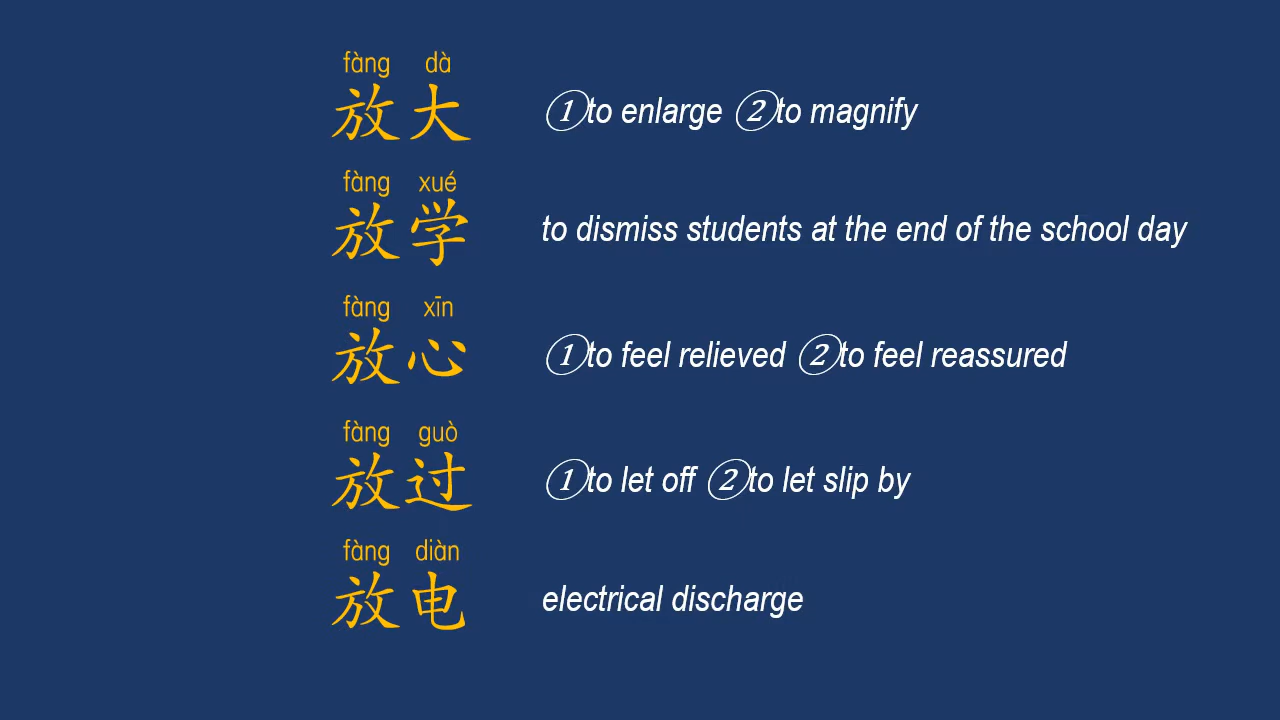 fàng dà
放大 ①to enlarge ②to magnify
fàng xué
放学 to dismiss students at the end of the school day
fàng xīn
放心 ①to feel relieved ②to feel reassured
fàng guò
放过 ①to let off ②to let slip by
fàng diàn
放电 electrical discharge